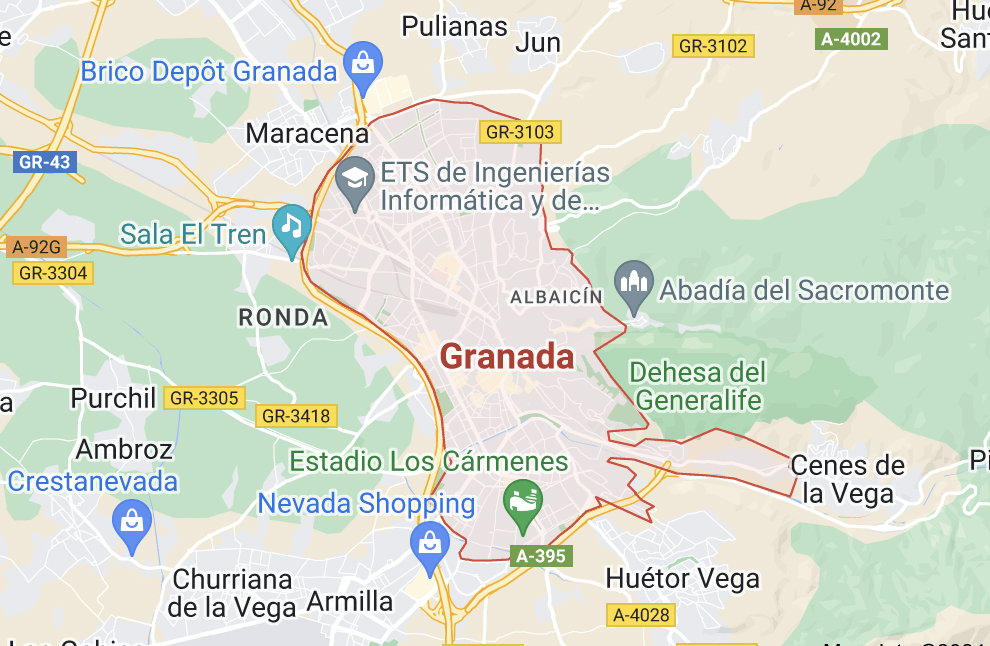 Pulianas
Jun
A-92
A-4002
GR-3102
Brico Depôt Granada
Maracena
GR-3103
GR-43
ETS de Ingenierías
Informática y de...
Sala El Tren
A-92G
GR-3304
Abadía del Sacromonte
ALBAICÍN
RONDA
Granada
Dehesa del
Generalife
Purchil
GR-3305
GR-3418
Ambroz
Estadio Los Cármenes
Cenes de
la Vega
Crestanevada
Nevada Shopping
A-395
Churriana
de la Vega
Armilla
Huétor Vega
A-4028